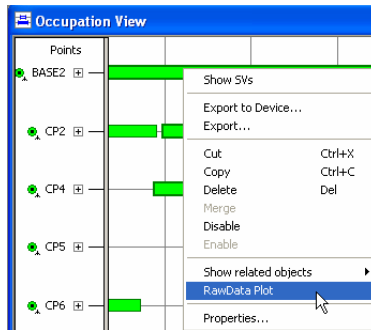 Occupation View
Points
BASE2
Show SVs
Export to Device...
Export...
CP2
Cut Ctrl+X
Copy Ctrl+C
CP4
Delete Del
Merge
Disable
Enable
CP5
Show related objects
RawData Plot
CP6
Properties...